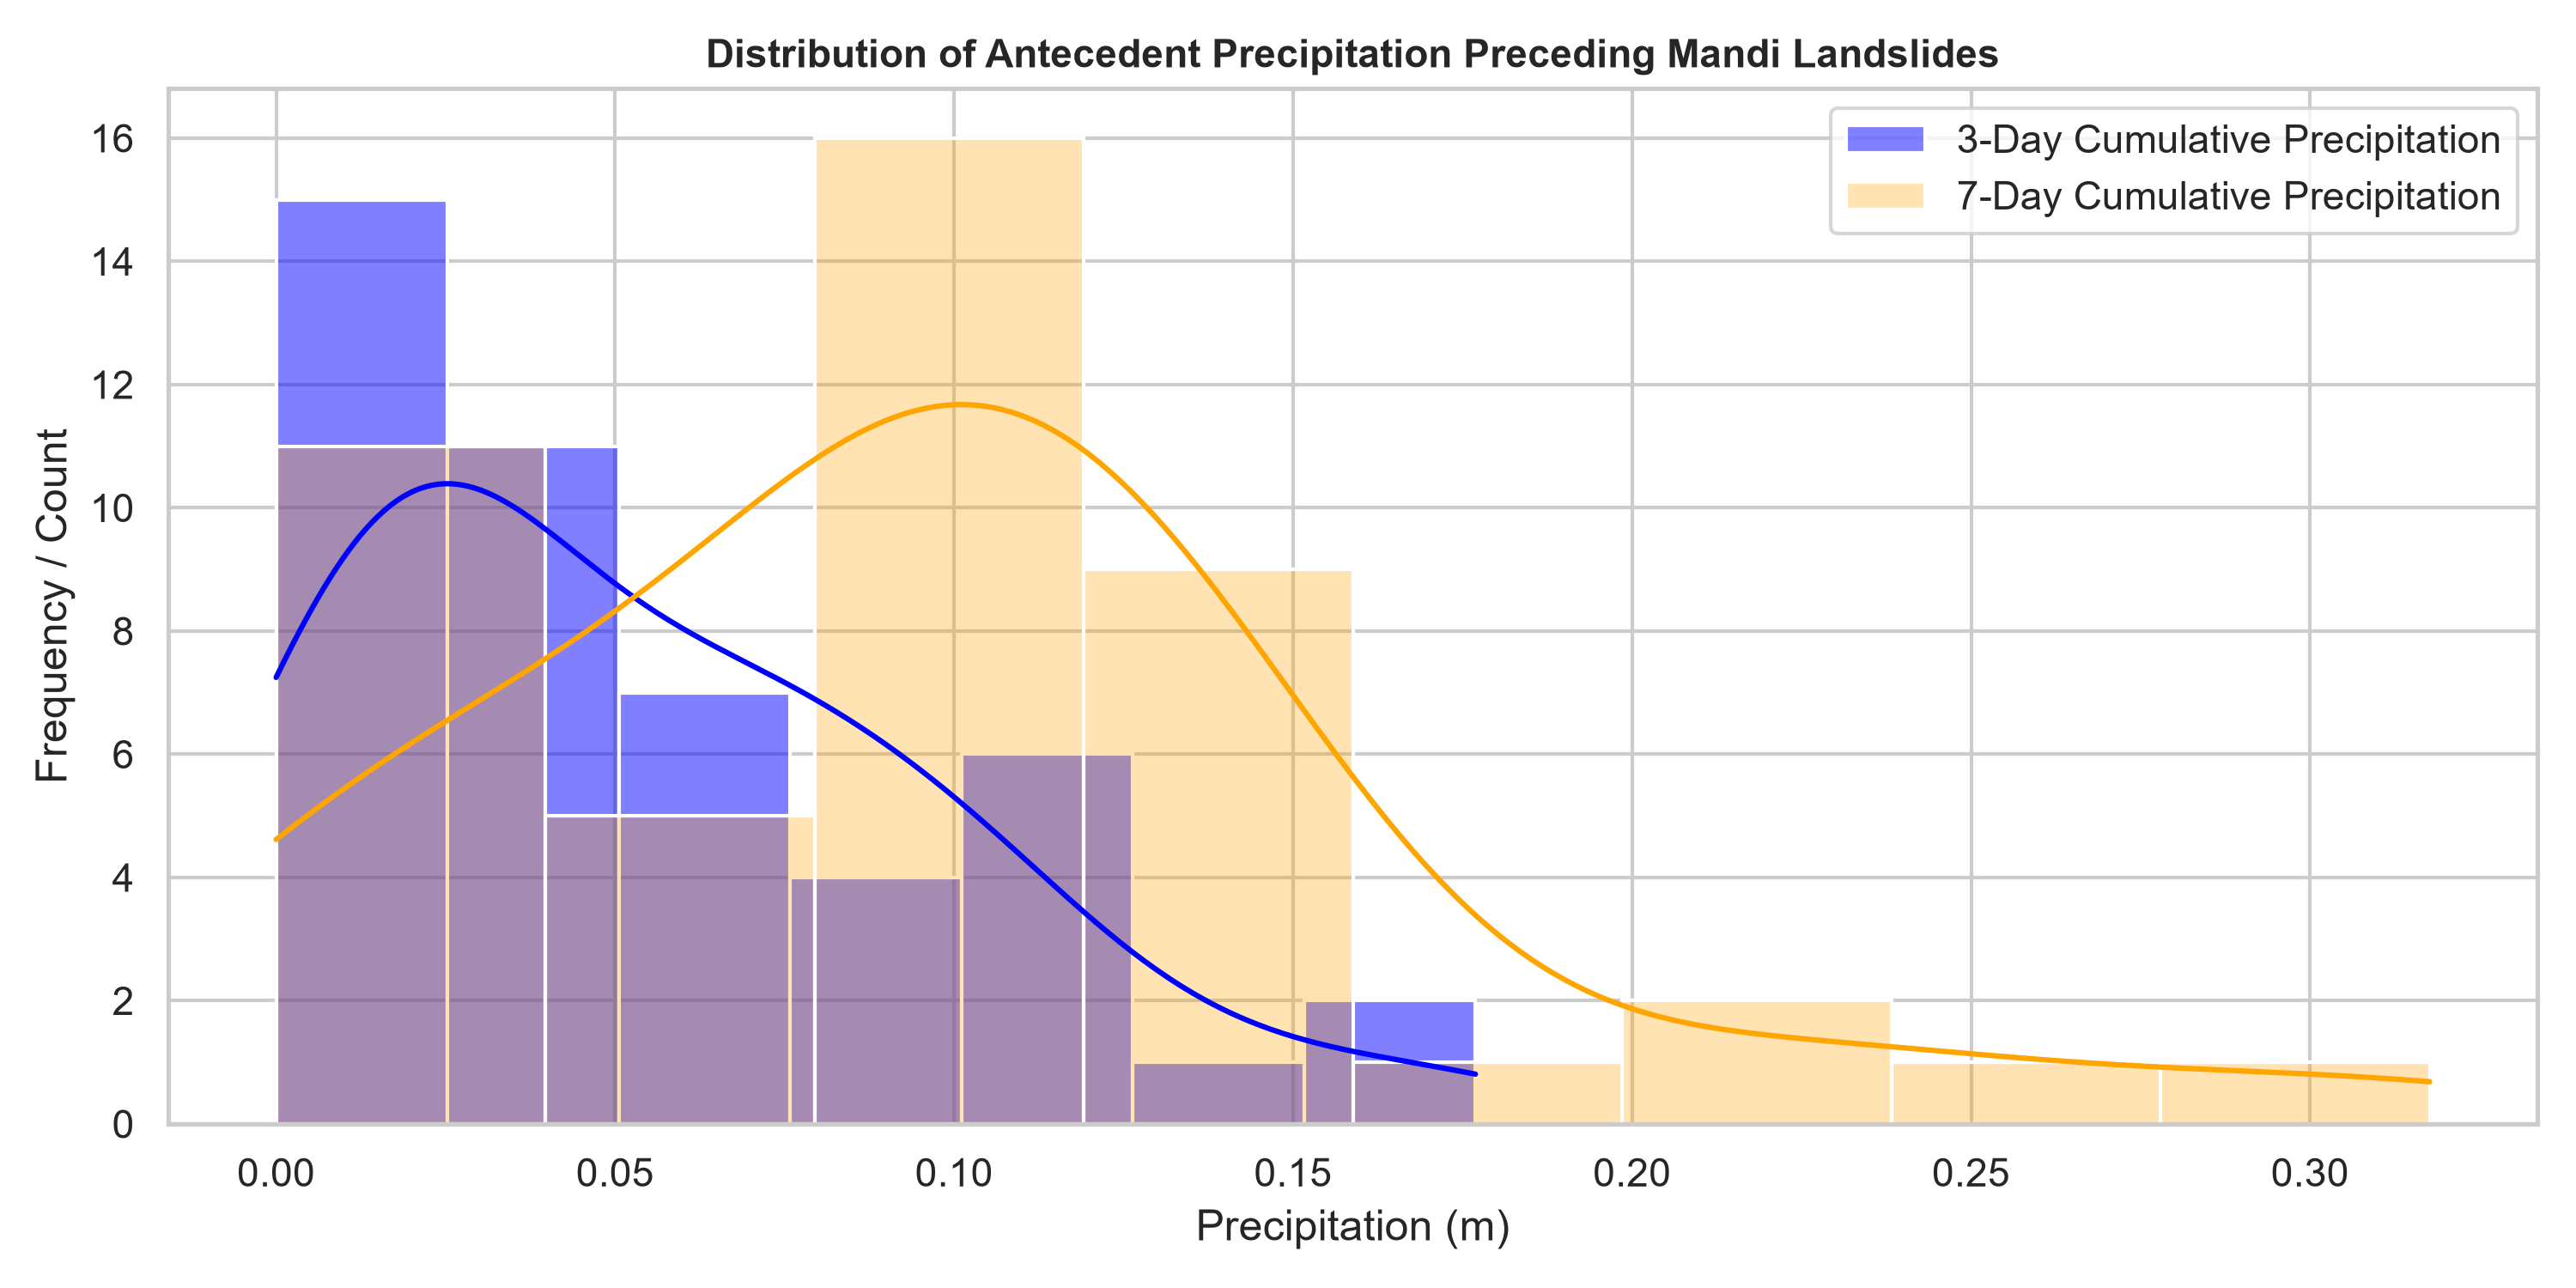 Distribution of Antecedent Precipitation Preceding Mandi Landslides
3-Day Cumulative Precipitation
7-Day Cumulative Precipitation
Frequency / Count
16
14
12
10
8
6
4
2
0
0.00 0.05 0.10 0.15 0.20 0.25 0.30
Precipitation (m)